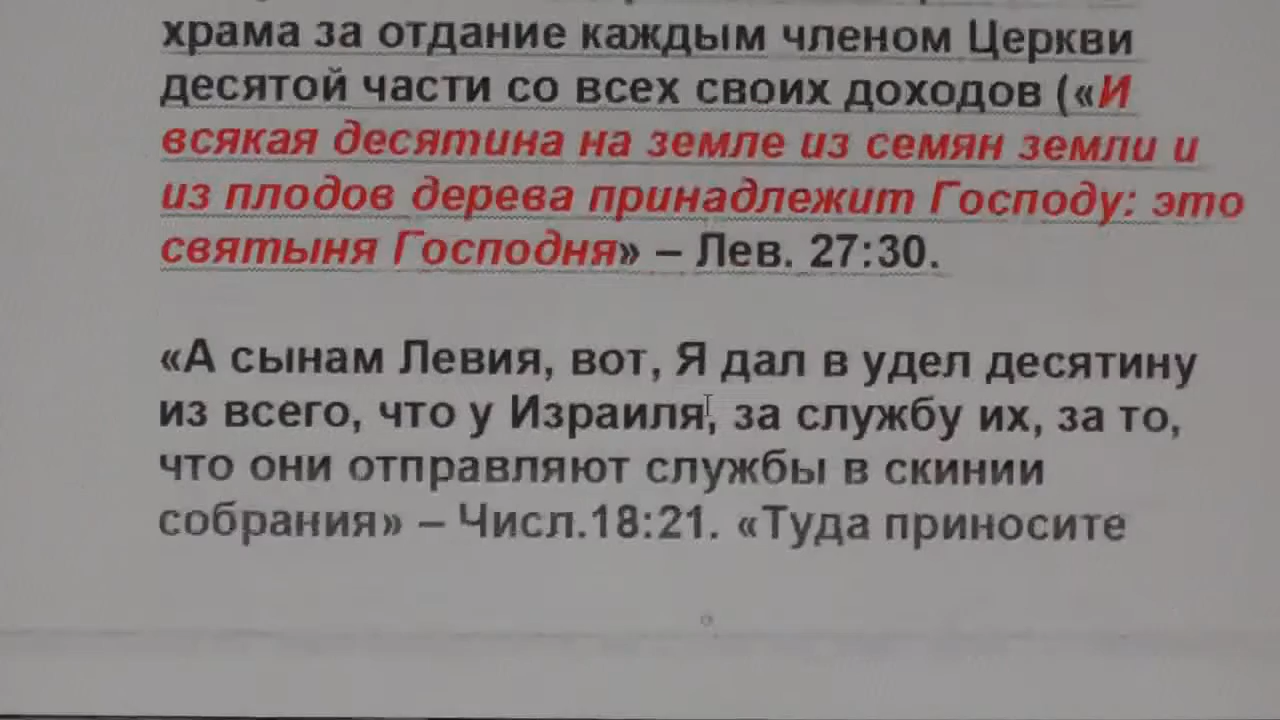 храма за отдание каждым членом Церкви
десятой части со всех своих доходов («И
всякая десятина на земле из семян земли и
из плодов дерева принадлежит Господу: это
святыня Господня» – Лев. 27:30.
«А сынам Левия, вот, Я дал в удел десятину
из всего, что у Израиля, за службу их, за то,
что они отправляют службы в скинии
собрания» – Числ.18:21. «Туда приносите